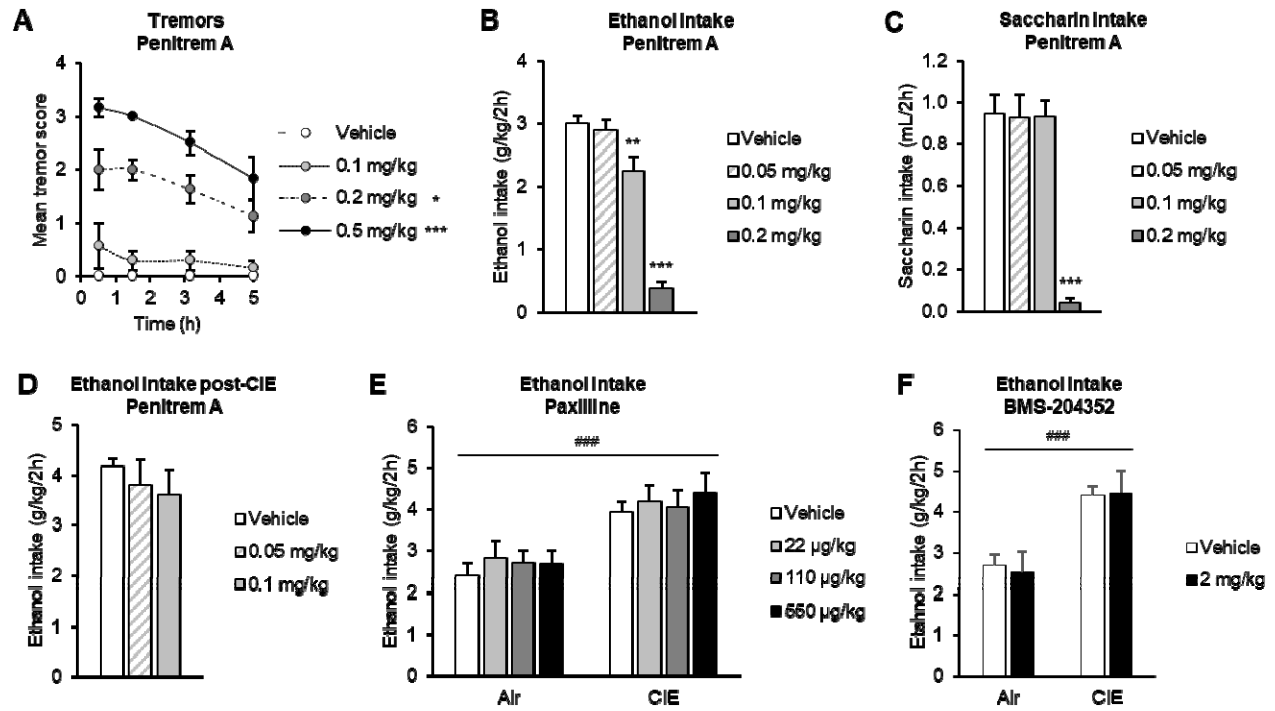 A
Tremors
Penitrem A
Mean tremor score
4
3
2
1
0
0 1 2 3 4 5
Time (h)
Vehicle
0.1 mg/kg
0.2 mg/kg *
0.5 mg/kg ***
B
Ethanol intake
Penitrem A
Ethanol intake (g/kg/2h)
4
3
2
1
0
**
***
Vehicle
0.05 mg/kg
0.1 mg/kg
0.2 mg/kg
C
Saccharin intake
Penitrem A
Saccharin intake (mL/2h)
1.2
1.0
0.8
0.6
0.4
0.2
0.0
***
Vehicle
0.05 mg/kg
0.1 mg/kg
0.2 mg/kg
D
Ethanol intake post-CIE
Penitrem A
Ethanol intake (g/kg/2h)
5
4
3
2
1
0
Vehicle
0.05 mg/kg
0.1 mg/kg
E
Ethanol intake
Paxilline
Ethanol intake (g/kg/2h)
6
5
4
3
2
1
0
###
Air CIE
Vehicle
22 µg/kg
110 µg/kg
550 µg/kg
F
Ethanol intake
BMS-204352
Etahnol intake (g/kg/2h)
6
5
4
3
2
1
0
###
Air CIE
Vehicle
2 mg/kg